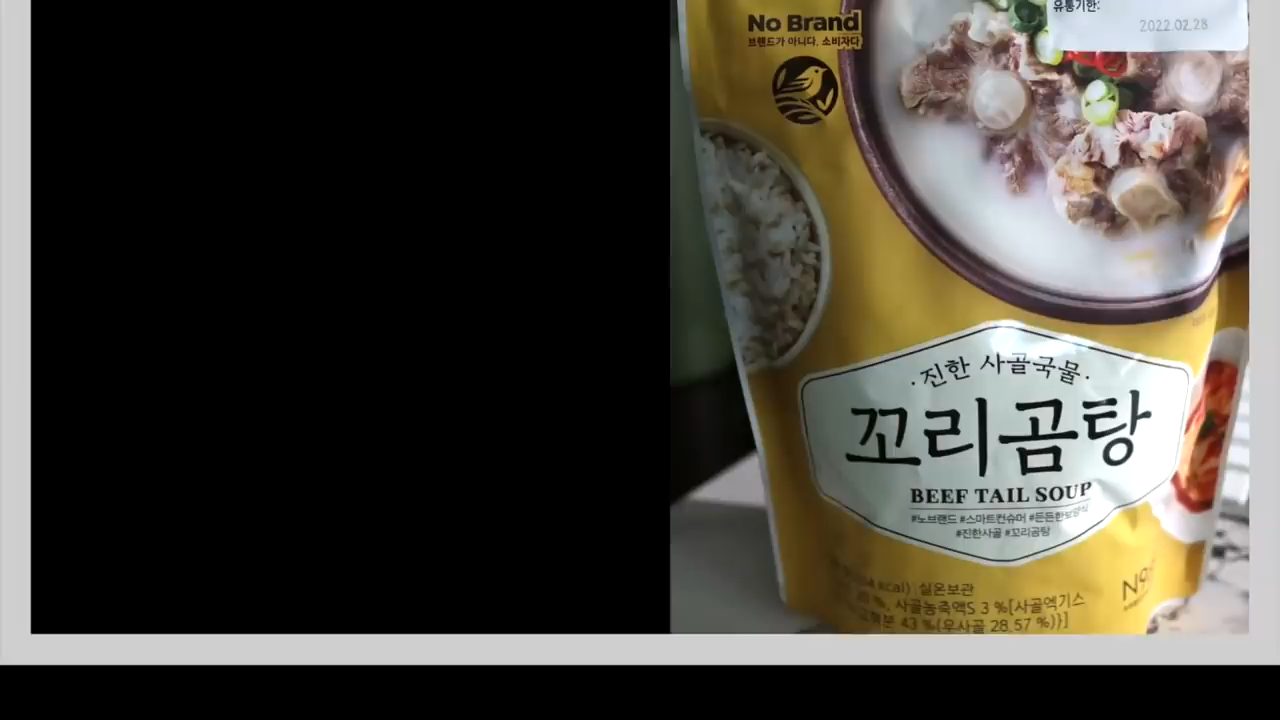 유통기한:
2022.02.28
No Brand
브랜드가 아니다. 소비자다
·진한 사골국물·
꼬리곰탕
BEEF TAIL SOUP
#노브랜드 #스마트컨슈머 #든든한보양식
#진한사골 #꼬리곰탕
kcal) 실온보관
사골농축액S 3 %[사골엑기스
43 %(우사골 28.57 %)}]